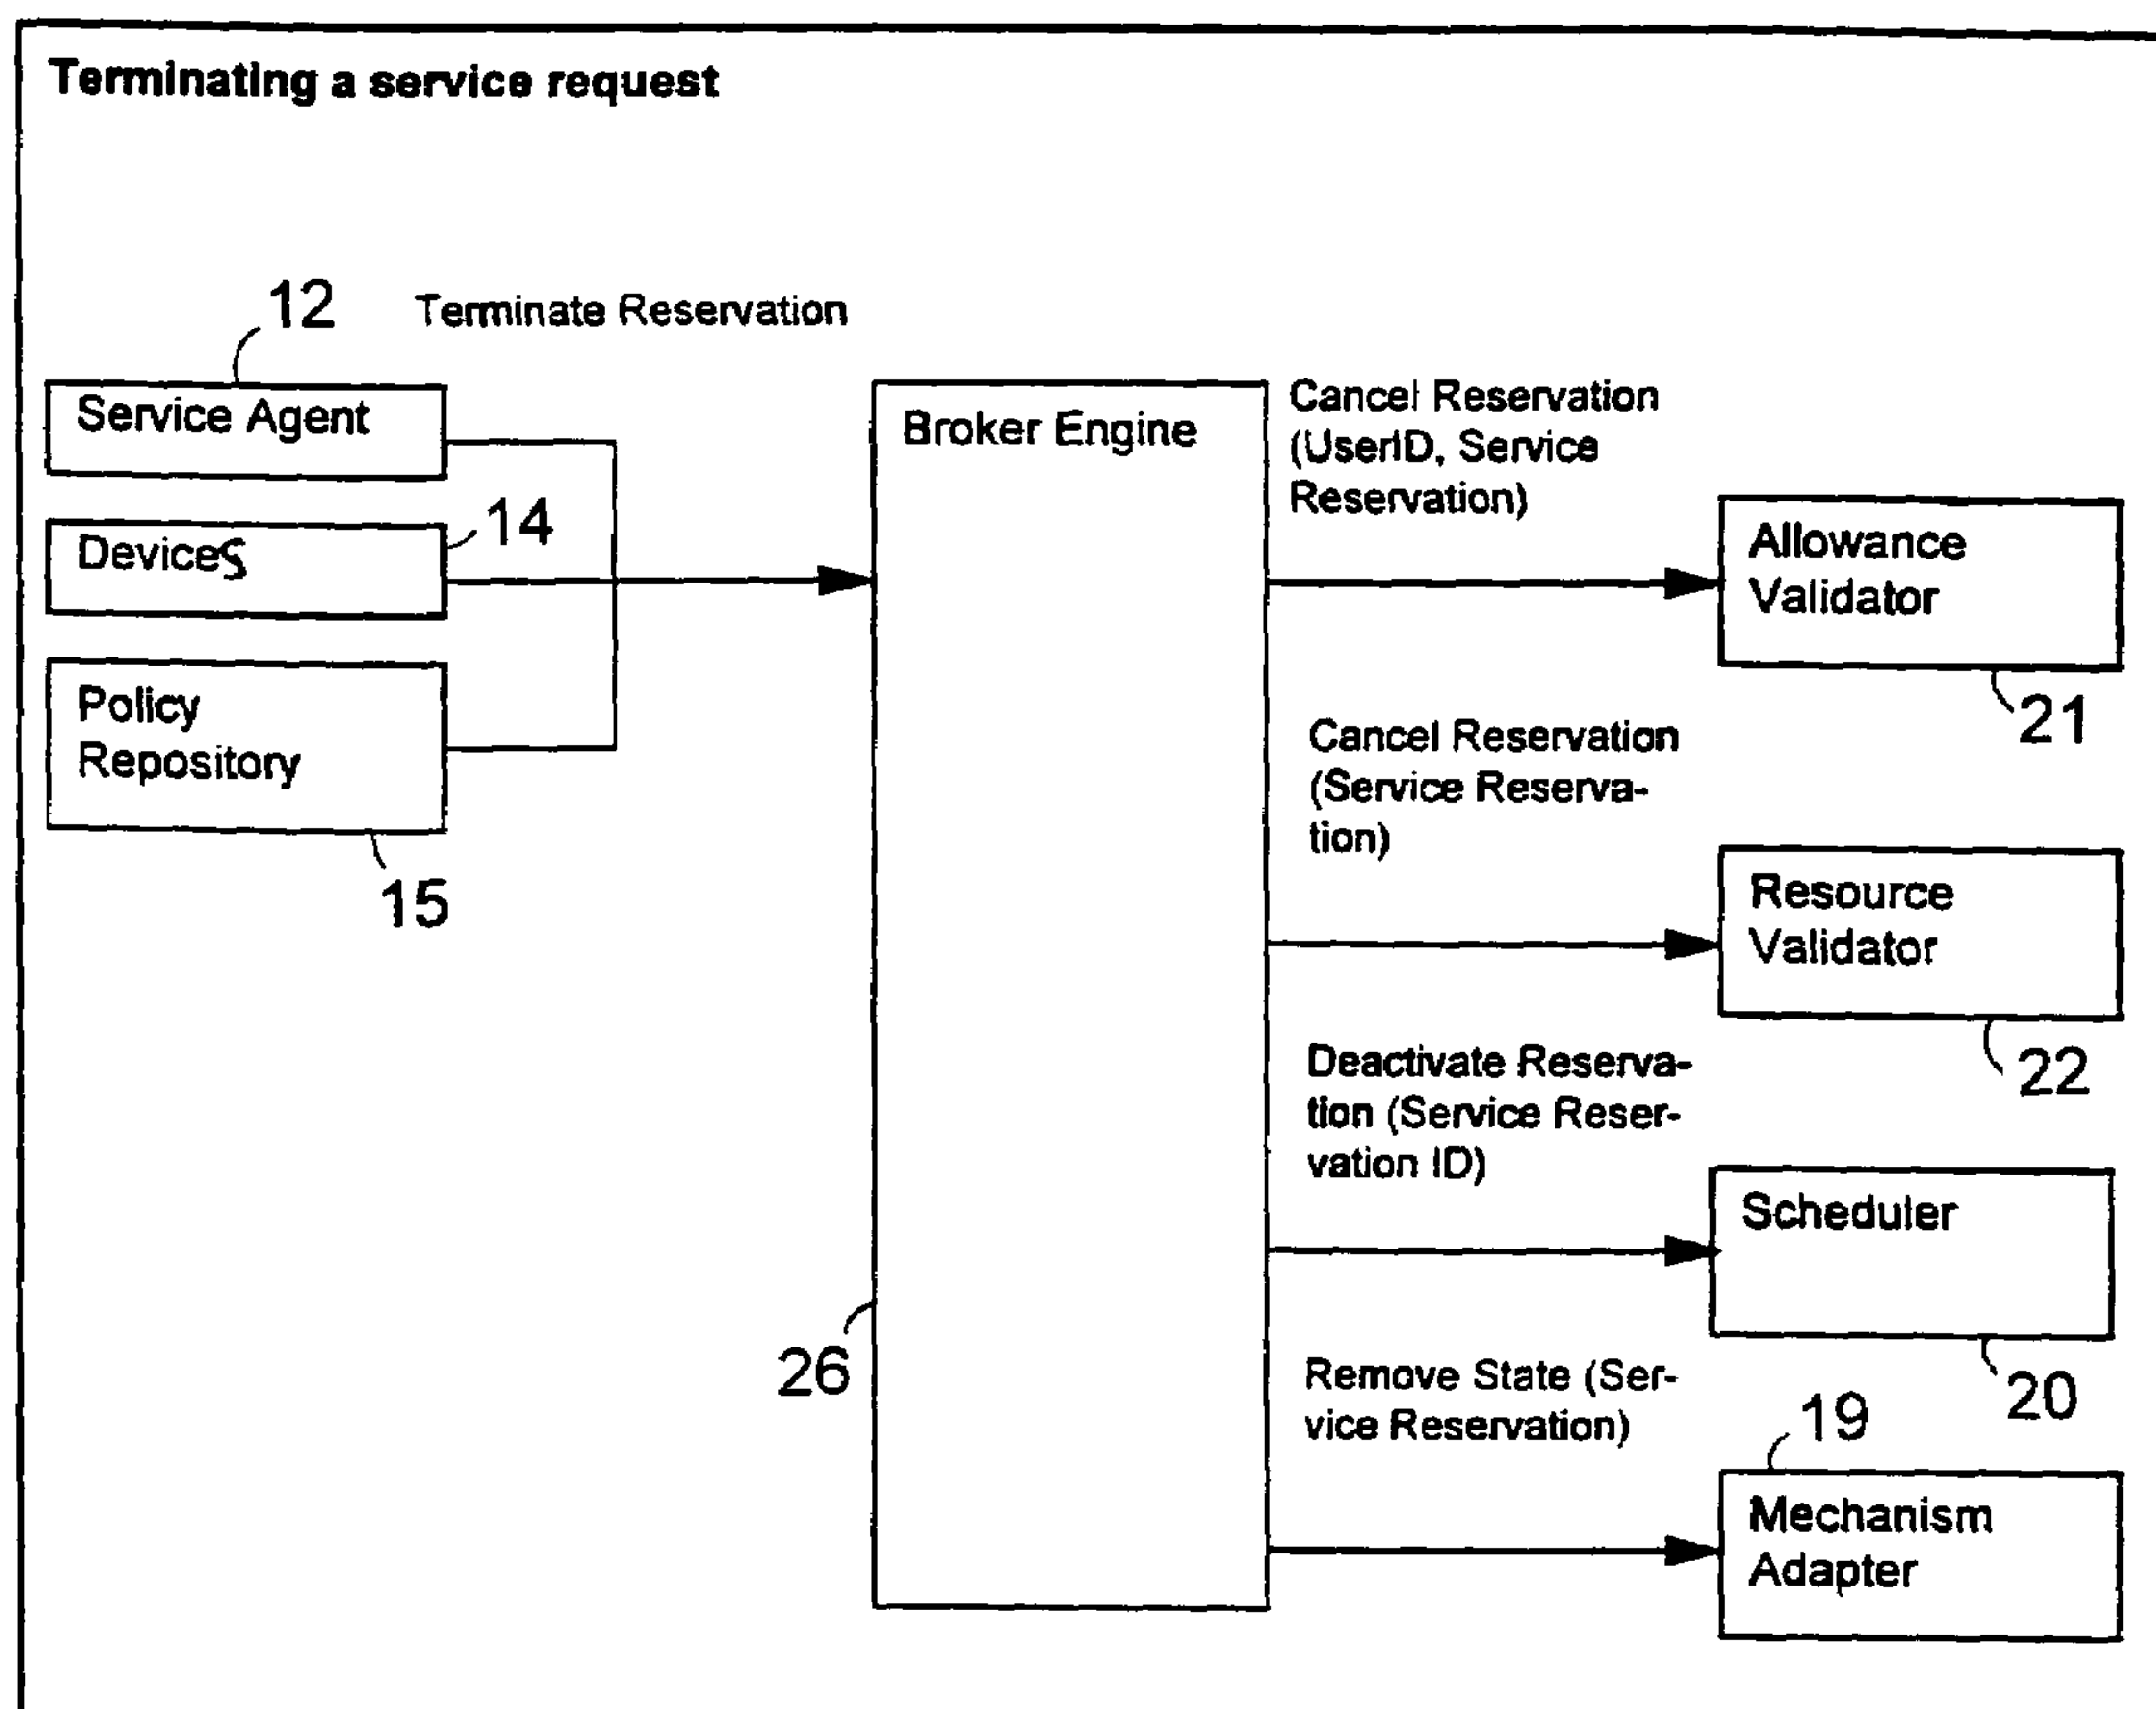 Terminating a service request
12
Terminate Reservation
Service Agent
14
Devices
Policy
Repository
15
Broker Engine
26
Cancel Reservation
(UserID, Service
Reservation)
Allowance
Validator
21
Cancel Reservation
(Service Reserva-
tion)
Resource
Validator
22
Deactivate Reserva-
tion (Service Reser-
vation ID)
Scheduler
20
Remove State (Ser-
vice Reservation)
19
Mechanism
Adapter